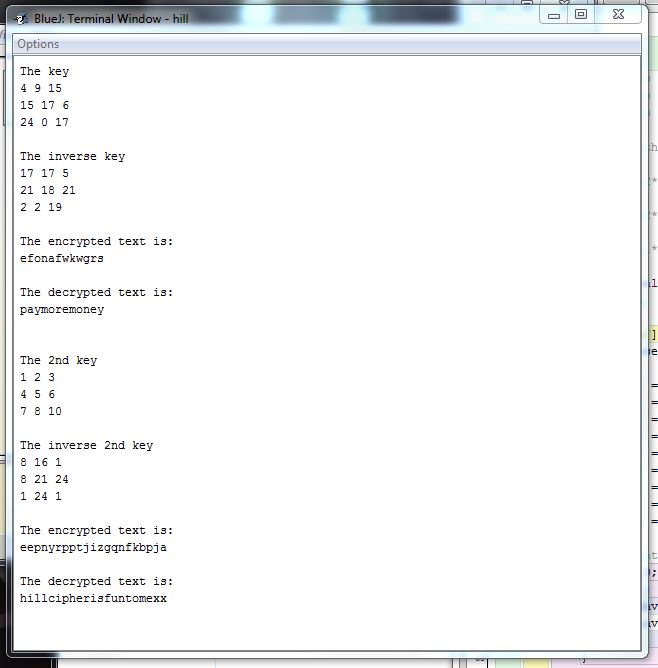 BlueJ: Terminal Window - hill
Options
The key
4 9 15
15 17 6
24 0 17
The inverse key
17 17 5
21 18 21
2 2 19
The encrypted text is:
efonafwkwgrs
The decrypted text is:
paymoremoney
The 2nd key
1 2 3
4 5 6
7 8 10
The inverse 2nd key
8 16 1
8 21 24
1 24 1
The encrypted text is:
eepnyrpptjizgqnfkbpja
The decrypted text is:
hillcipherisfuntomexx